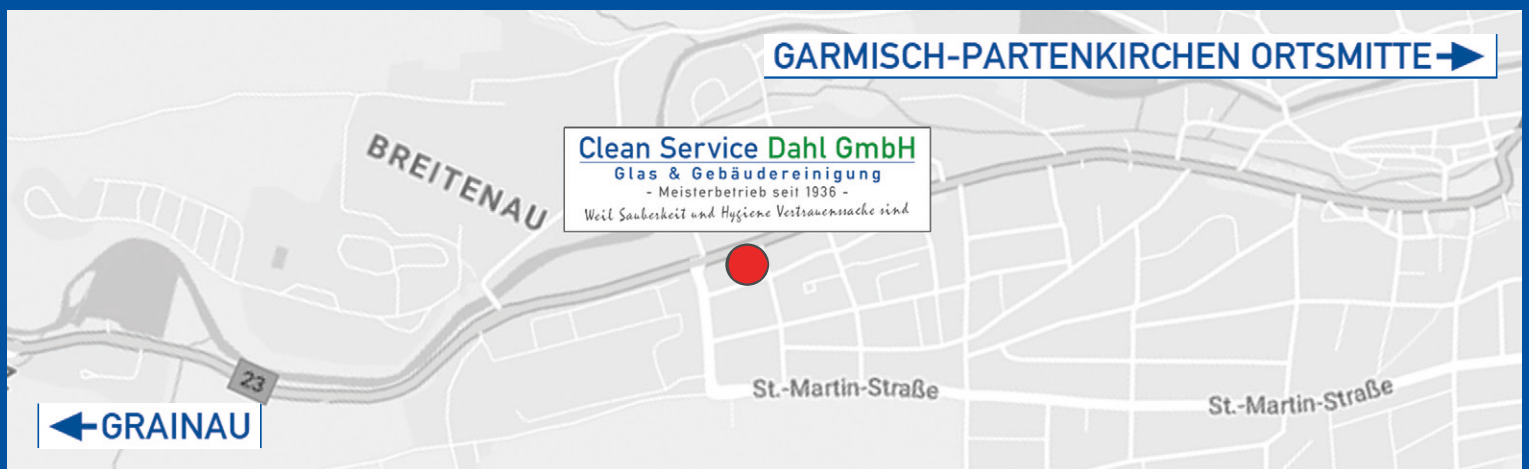 GARMISCH-PARTENKIRCHEN ORTSMITTE
BREITENAU
Clean Service Dahl GmbH
Glas & Gebäudereinigung
- Meisterbetrieb seit 1936 -
Weil Sauberkeit und Hygiene Vertrauenssache sind
23
St.-Martin-Straße
St.-Martin-Straße
GRAINAU